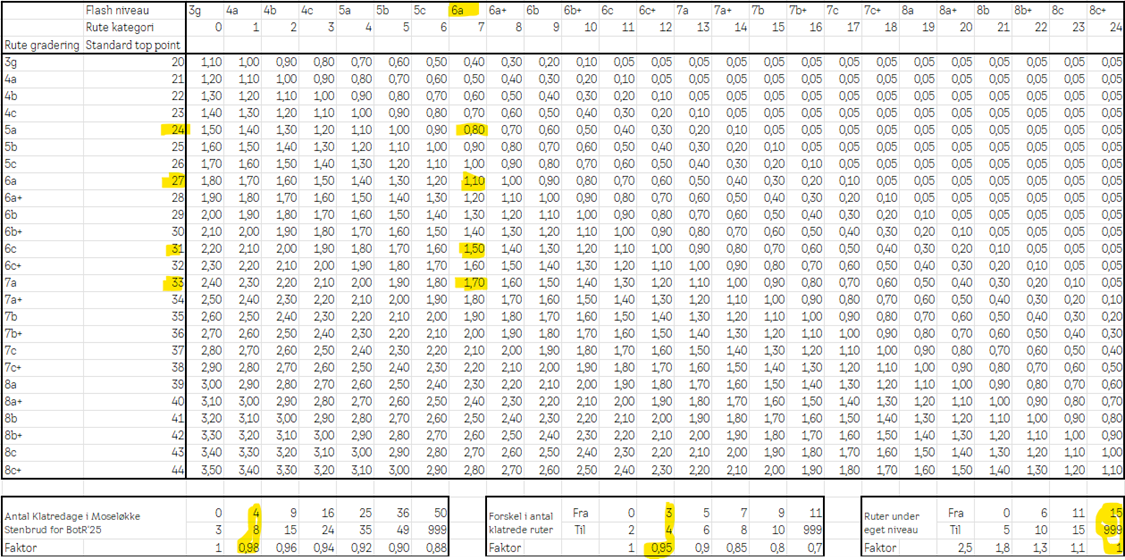 Flash niveau 3g 4a 4b 4c 5a 5b 5c 6a 6a+ 6b 6b+ 6c 6c+ 7a 7a+ 7b 7b+ 7c 7c+ 8a 8a+ 8b 8b+ 8c 8c+
Rute kategori 0 1 2 3 4 5 6 7 8 9 10 11 12 13 14 15 16 17 18 19 20 21 22 23 24
Rute gradering Standard top point
3g 20 1,10 1,00 0,90 0,80 0,70 0,60 0,50 0,40 0,30 0,20 0,10 0,05 0,05 0,05 0,05 0,05 0,05 0,05 0,05 0,05 0,05 0,05 0,05 0,05 0,05
4a 21 1,20 1,10 1,00 0,90 0,80 0,70 0,60 0,50 0,40 0,30 0,20 0,10 0,05 0,05 0,05 0,05 0,05 0,05 0,05 0,05 0,05 0,05 0,05 0,05 0,05
4b 22 1,30 1,20 1,10 1,00 0,90 0,80 0,70 0,60 0,50 0,40 0,30 0,20 0,10 0,05 0,05 0,05 0,05 0,05 0,05 0,05 0,05 0,05 0,05 0,05 0,05
4c 23 1,40 1,30 1,20 1,10 1,00 0,90 0,80 0,70 0,60 0,50 0,40 0,30 0,20 0,10 0,05 0,05 0,05 0,05 0,05 0,05 0,05 0,05 0,05 0,05 0,05
5a 24 1,50 1,40 1,30 1,20 1,10 1,00 0,90 0,80 0,70 0,60 0,50 0,40 0,30 0,20 0,10 0,05 0,05 0,05 0,05 0,05 0,05 0,05 0,05 0,05 0,05
5b 25 1,60 1,50 1,40 1,30 1,20 1,10 1,00 0,90 0,80 0,70 0,60 0,50 0,40 0,30 0,20 0,10 0,05 0,05 0,05 0,05 0,05 0,05 0,05 0,05 0,05
5c 26 1,70 1,60 1,50 1,40 1,30 1,20 1,10 1,00 0,90 0,80 0,70 0,60 0,50 0,40 0,30 0,20 0,10 0,05 0,05 0,05 0,05 0,05 0,05 0,05 0,05
6a 27 1,80 1,70 1,60 1,50 1,40 1,30 1,20 1,10 1,00 0,90 0,80 0,70 0,60 0,50 0,40 0,30 0,20 0,10 0,05 0,05 0,05 0,05 0,05 0,05 0,05
6a+ 28 1,90 1,80 1,70 1,60 1,50 1,40 1,30 1,20 1,10 1,00 0,90 0,80 0,70 0,60 0,50 0,40 0,30 0,20 0,10 0,05 0,05 0,05 0,05 0,05 0,05
6b 29 2,00 1,90 1,80 1,70 1,60 1,50 1,40 1,30 1,20 1,10 1,00 0,90 0,80 0,70 0,60 0,50 0,40 0,30 0,20 0,10 0,05 0,05 0,05 0,05 0,05
6b+ 30 2,10 2,00 1,90 1,80 1,70 1,60 1,50 1,40 1,30 1,20 1,10 1,00 0,90 0,80 0,70 0,60 0,50 0,40 0,30 0,20 0,10 0,05 0,05 0,05 0,05
6c 31 2,20 2,10 2,00 1,90 1,80 1,70 1,60 1,50 1,40 1,30 1,20 1,10 1,00 0,90 0,80 0,70 0,60 0,50 0,40 0,30 0,20 0,10 0,05 0,05 0,05
6c+ 32 2,30 2,20 2,10 2,00 1,90 1,80 1,70 1,60 1,50 1,40 1,30 1,20 1,10 1,00 0,90 0,80 0,70 0,60 0,50 0,40 0,30 0,20 0,10 0,05 0,05
7a 33 2,40 2,30 2,20 2,10 2,00 1,90 1,80 1,70 1,60 1,50 1,40 1,30 1,20 1,10 1,00 0,90 0,80 0,70 0,60 0,50 0,40 0,30 0,20 0,10 0,05
7a+ 34 2,50 2,40 2,30 2,20 2,10 2,00 1,90 1,80 1,70 1,60 1,50 1,40 1,30 1,20 1,10 1,00 0,90 0,80 0,70 0,60 0,50 0,40 0,30 0,20 0,10
7b 35 2,60 2,50 2,40 2,30 2,20 2,10 2,00 1,90 1,80 1,70 1,60 1,50 1,40 1,30 1,20 1,10 1,00 0,90 0,80 0,70 0,60 0,50 0,40 0,30 0,20
7b+ 36 2,70 2,60 2,50 2,40 2,30 2,20 2,10 2,00 1,90 1,80 1,70 1,60 1,50 1,40 1,30 1,20 1,10 1,00 0,90 0,80 0,70 0,60 0,50 0,40 0,30
7c 37 2,80 2,70 2,60 2,50 2,40 2,30 2,20 2,10 2,00 1,90 1,80 1,70 1,60 1,50 1,40 1,30 1,20 1,10 1,00 0,90 0,80 0,70 0,60 0,50 0,40
7c+ 38 2,90 2,80 2,70 2,60 2,50 2,40 2,30 2,20 2,10 2,00 1,90 1,80 1,70 1,60 1,50 1,40 1,30 1,20 1,10 1,00 0,90 0,80 0,70 0,60 0,50
8a 39 3,00 2,90 2,80 2,70 2,60 2,50 2,40 2,30 2,20 2,10 2,00 1,90 1,80 1,70 1,60 1,50 1,40 1,30 1,20 1,10 1,00 0,90 0,80 0,70 0,60
8a+ 40 3,10 3,00 2,90 2,80 2,70 2,60 2,50 2,40 2,30 2,20 2,10 2,00 1,90 1,80 1,70 1,60 1,50 1,40 1,30 1,20 1,10 1,00 0,90 0,80 0,70
8b 41 3,20 3,10 3,00 2,90 2,80 2,70 2,60 2,50 2,40 2,30 2,20 2,10 2,00 1,90 1,80 1,70 1,60 1,50 1,40 1,30 1,20 1,10 1,00 0,90 0,80
8b+ 42 3,30 3,20 3,10 3,00 2,90 2,80 2,70 2,60 2,50 2,40 2,30 2,20 2,10 2,00 1,90 1,80 1,70 1,60 1,50 1,40 1,30 1,20 1,10 1,00 0,90
8c 43 3,40 3,30 3,20 3,10 3,00 2,90 2,80 2,70 2,60 2,50 2,40 2,30 2,20 2,10 2,00 1,90 1,80 1,70 1,60 1,50 1,40 1,30 1,20 1,10 1,00
8c+ 44 3,50 3,40 3,30 3,20 3,10 3,00 2,90 2,80 2,70 2,60 2,50 2,40 2,30 2,20 2,10 2,00 1,90 1,80 1,70 1,60 1,50 1,40 1,30 1,20 1,10
Antal Klatredage i Moseløkke 0 4 9 16 25 36 50
Stenbrud for BotR'25 3 8 15 24 35 49 999
Faktor 1 0,98 0,96 0,94 0,92 0,90 0,88
Forskel i antal Fra 0 3 5 7 9 11
klatrede ruter Til 2 4 6 8 10 999
Faktor 1 0,95 0,9 0,85 0,8 0,7
Ruter under Fra 0 6 11 15
eget niveau Til 5 10 15 999
Faktor 2,5 1,8 1,3 1,1 1